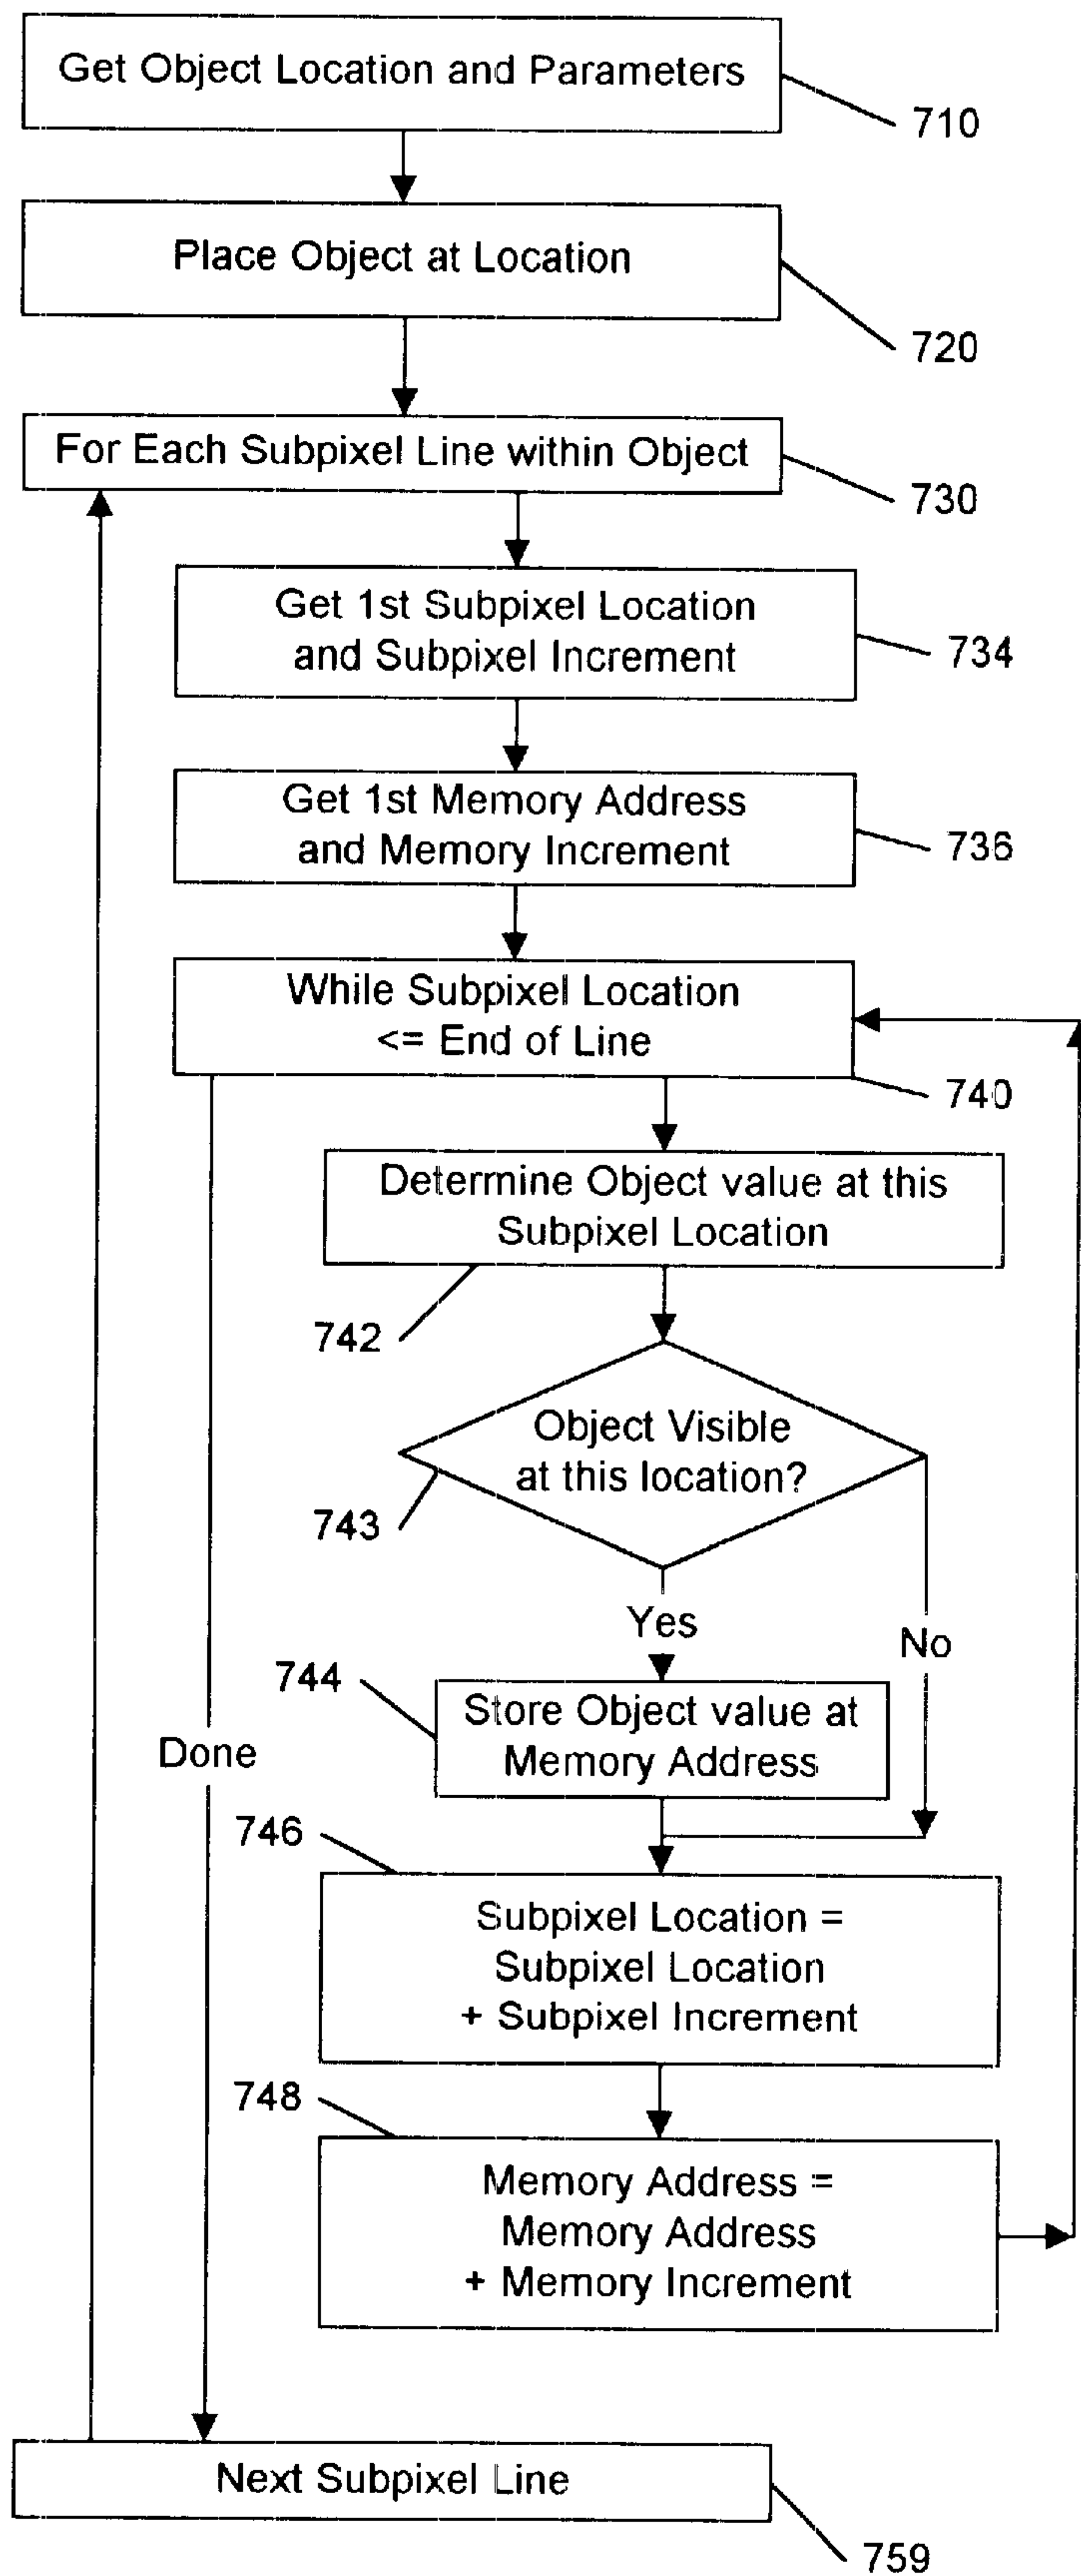 Get Object Location and Parameters
710
Place Object at Location
720
For Each Subpixel Line within Object
730
Get 1st Subpixel Location
and Subpixel Increment
734
Get 1st Memory Address
and Memory Increment
736
While Subpixel Location
<= End of Line
740
Determine Object value at this
Subpixel Location
742
Object Visible
at this location?
743
Yes
No
744
Store Object value at
Memory Address
Done
746
Subpixel Location =
Subpixel Location
+ Subpixel Increment
748
Memory Address =
Memory Address
+ Memory Increment
Next Subpixel Line
759